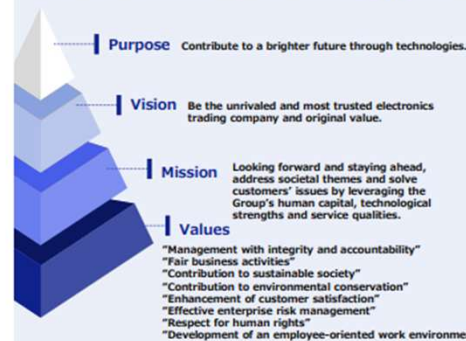 Purpose Contribute to a brighter future through technologies.
Vision Be the unrivaled and most trusted electronics
trading company and original value.
Mission Looking forward and staying ahead,
address societal themes and solve
customers' issues by leveraging the
Group's human capital, technological
strengths and service qualities.
Values
"Management with integrity and accountability"
"Fair business activities"
"Contribution to sustainable society"
"Contribution to environmental conservation"
"Enhancement of customer satisfaction"
"Effective enterprise risk management"
"Respect for human rights"
"Development of an employee-oriented work